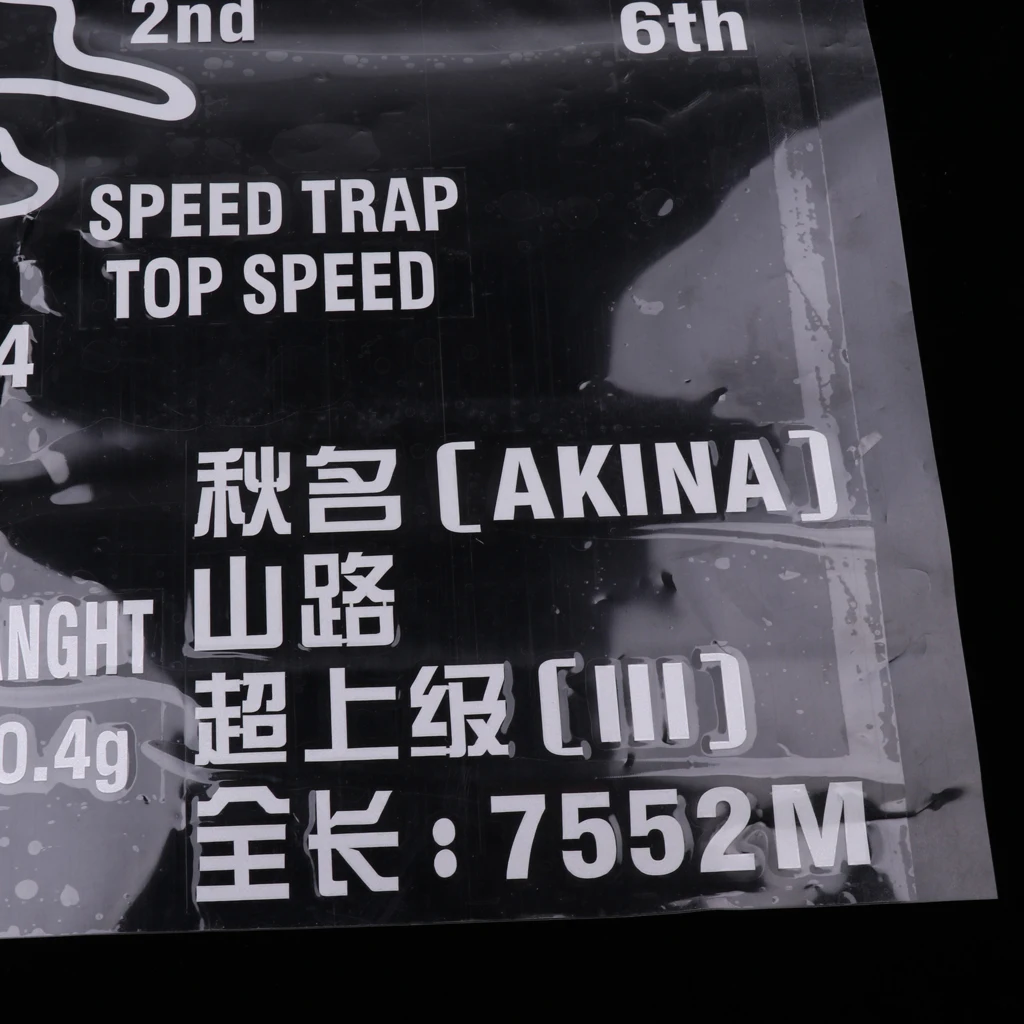 2nd
6th
SPEED TRAP
TOP SPEED
4
秋名(AKINA)
山路
ANGHT
超上级(III)
0.4g
全长:7552M